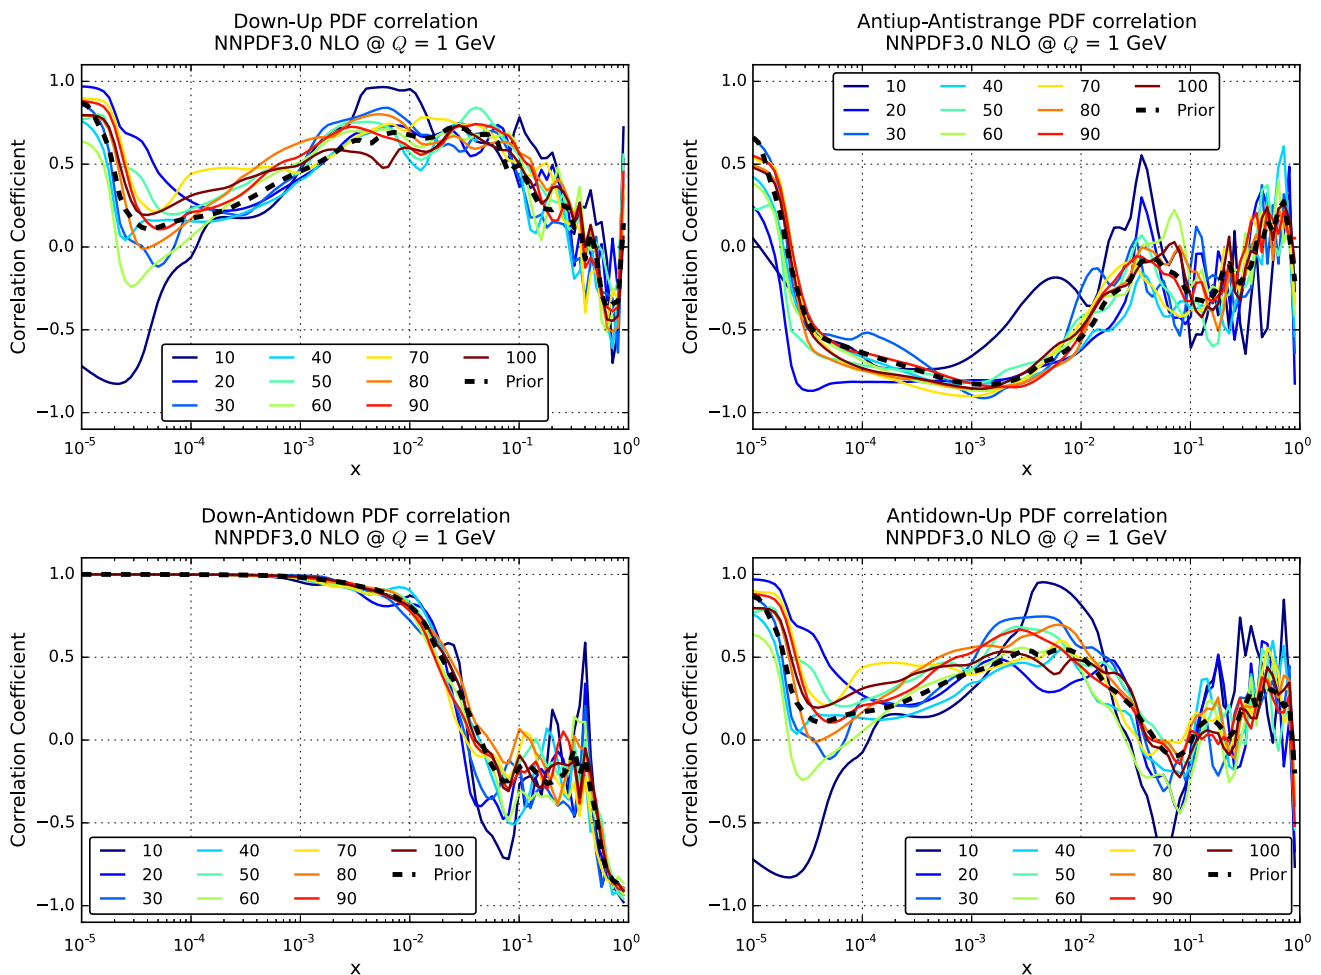 Down-Up PDF correlation
NNPDF3.0 NLO @ Q = 1 GeV
1.0
0.5
0.0
−0.5
−1.0
Correlation Coefficient
10 40 70 100
20 50 80 Prior
30 60 90
10^-5 10^-4 10^-3 10^-2 10^-1 10^0
x
Antiup-Antistrange PDF correlation
NNPDF3.0 NLO @ Q = 1 GeV
1.0
0.5
0.0
−0.5
−1.0
Correlation Coefficient
10 40 70 100
20 50 80 Prior
30 60 90
10^-5 10^-4 10^-3 10^-2 10^-1 10^0
x
Down-Antidown PDF correlation
NNPDF3.0 NLO @ Q = 1 GeV
1.0
0.5
0.0
−0.5
−1.0
Correlation Coefficient
10 40 70 100
20 50 80 Prior
30 60 90
10^-5 10^-4 10^-3 10^-2 10^-1 10^0
x
Antidown-Up PDF correlation
NNPDF3.0 NLO @ Q = 1 GeV
1.0
0.5
0.0
−0.5
−1.0
Correlation Coefficient
10 40 70 100
20 50 80 Prior
30 60 90
10^-5 10^-4 10^-3 10^-2 10^-1 10^0
x